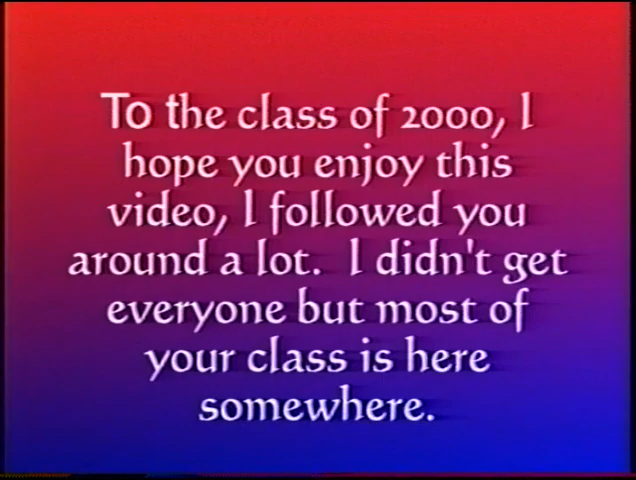 To the class of 2000, I
hope you enjoy this
video, I followed you
around a lot.  I didn't get
everyone but most of
your class is here
somewhere.